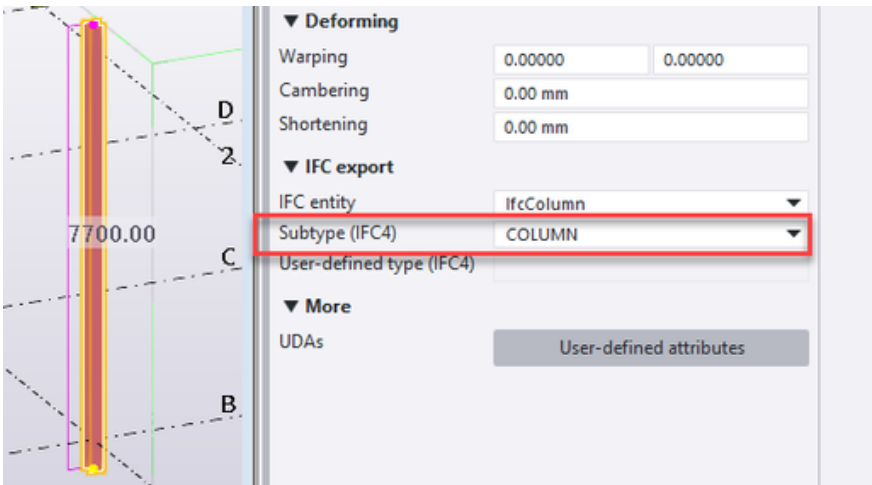 D
2
7700.00
C
B
▼ Deforming
Warping 0.00000 0.00000
Cambering 0.00 mm
Shortening 0.00 mm
▼ IFC export
IFC entity IfcColumn
Subtype (IFC4) COLUMN
User-defined type (IFC4)
▼ More
UDAs User-defined attributes